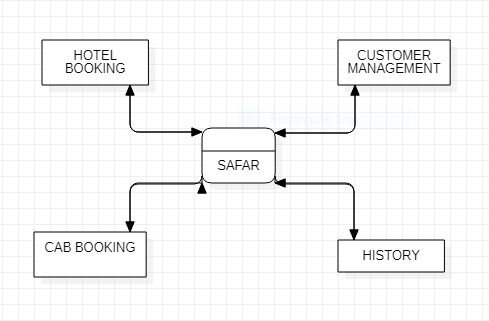 HOTEL
BOOKING
CUSTOMER
MANAGEMENT
SAFAR
CAB BOOKING
HISTORY